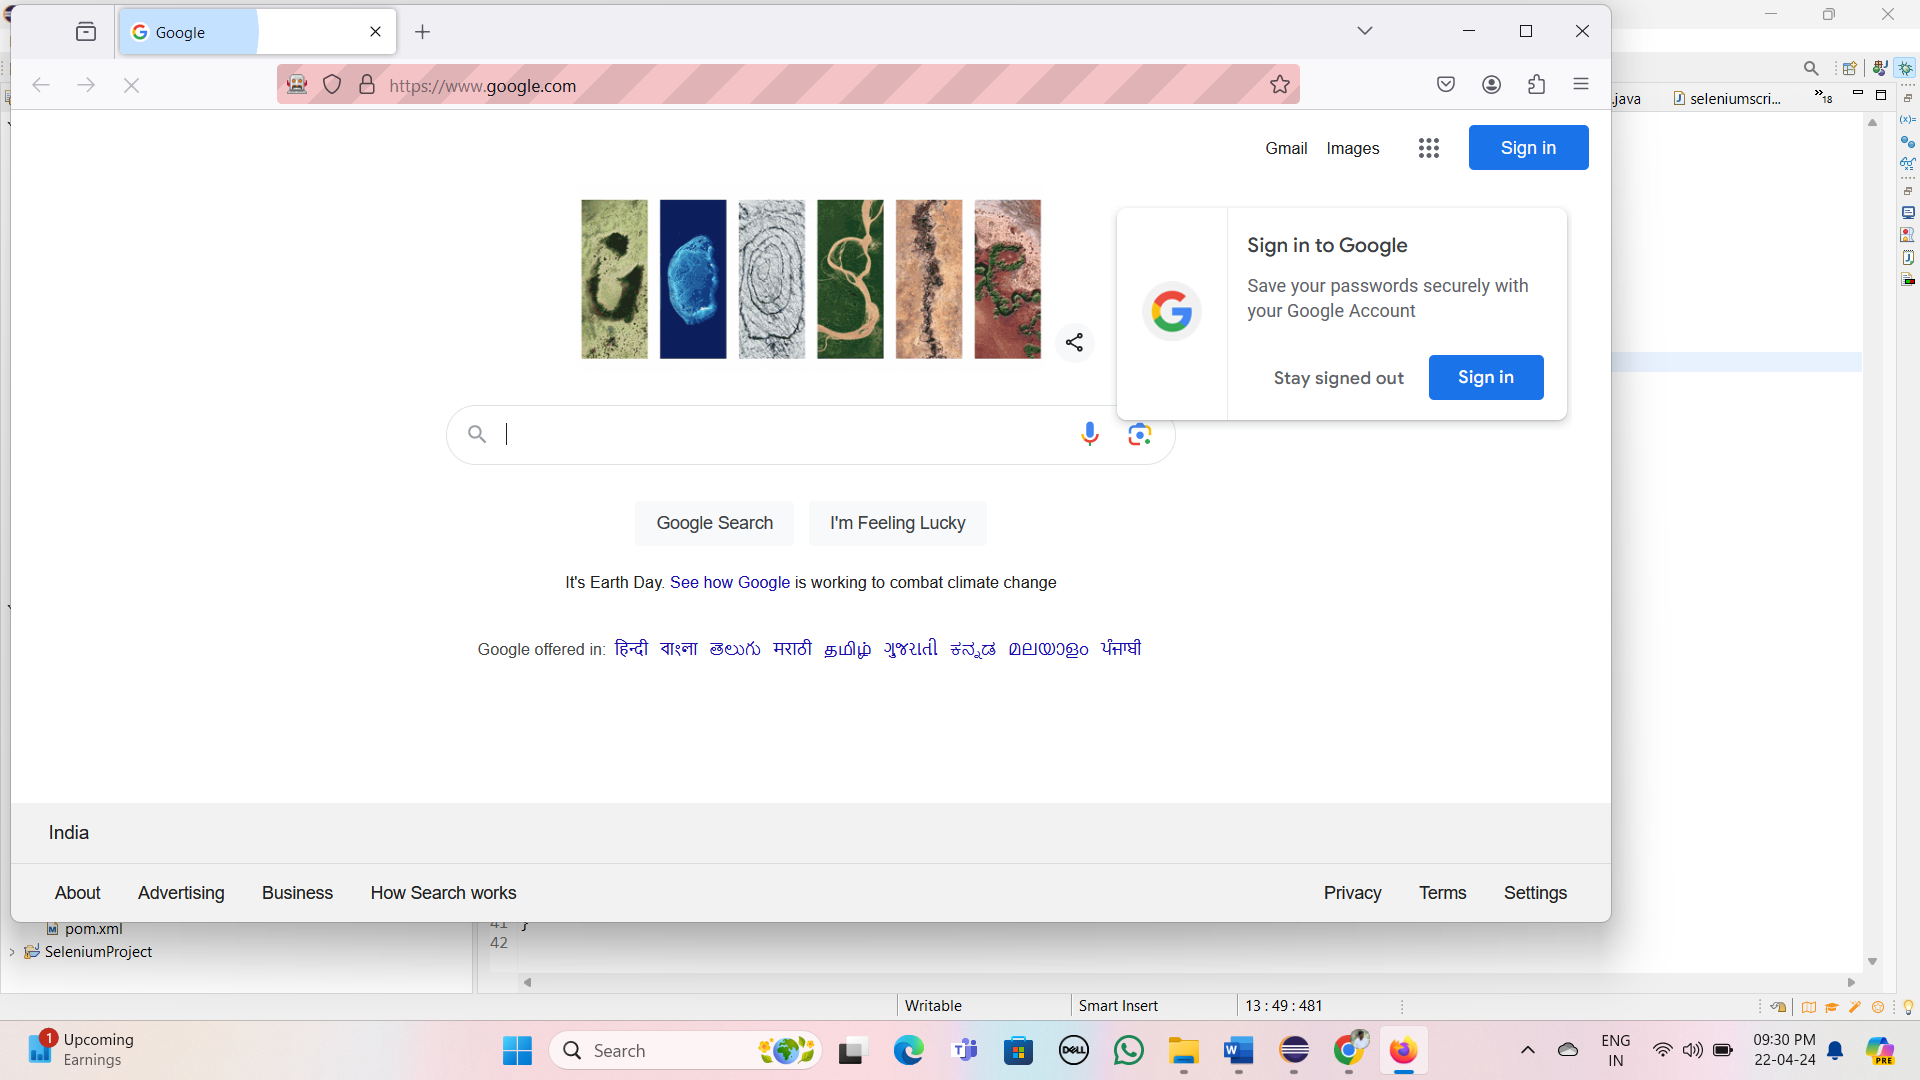 Google
https://www.google.com
.java
seleniumscri...
18
Gmail Images
Sign in
Sign in to Google
Save your passwords securely with
your Google Account
Stay signed out
Sign in
Google Search
I'm Feeling Lucky
It's Earth Day. See how Google is working to combat climate change
Google offered in: हिन्दी বাংলা తెలుగు मराठी தமிழ் ગુજરાતી ಕನ್ನಡ മലയാളം ਪੰਜਾਬੀ
India
About Advertising Business How Search works
Privacy Terms Settings
pom.xml
41 }
SeleniumProject
42
Writable
Smart Insert
13 : 49 : 481
1
Upcoming
Earnings
Search
DELL
W
ENG
IN
09:30 PM
22-04-24
PRE